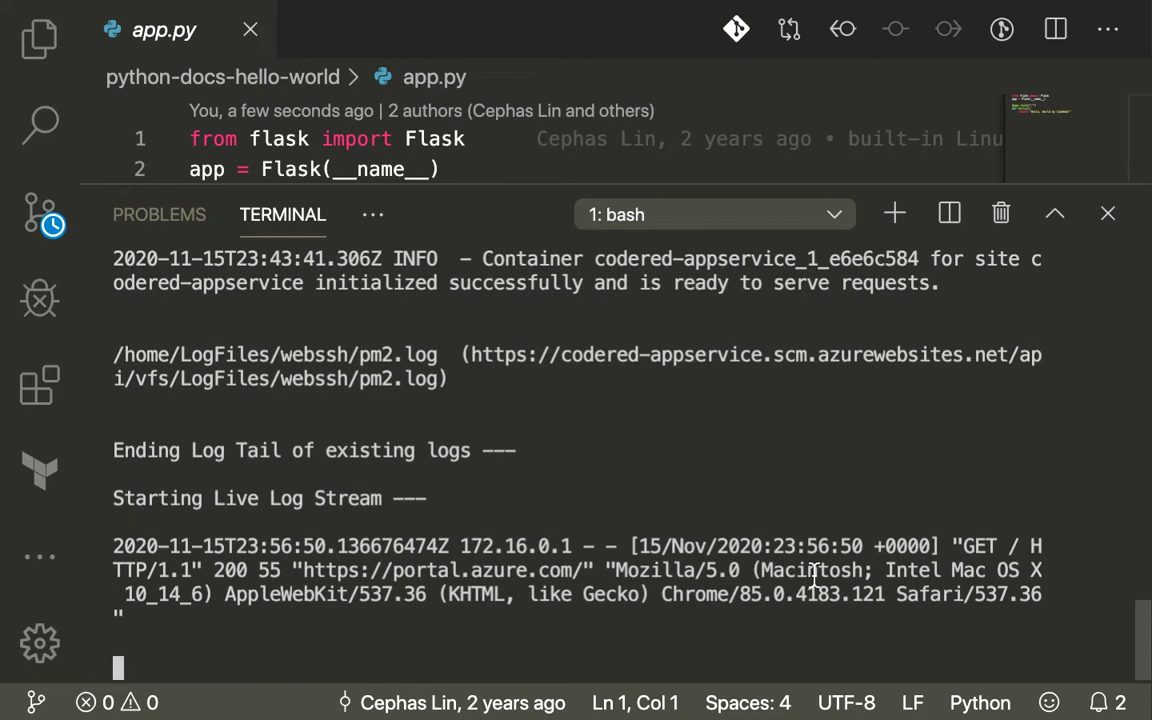 app.py
python-docs-hello-world > app.py
You, a few seconds ago | 2 authors (Cephas Lin and others)
1 from flask import Flask Cephas Lin, 2 years ago • built-in Linu
2 app = Flask(__name__)
PROBLEMS TERMINAL ··· 1: bash
2020-11-15T23:43:41.306Z INFO - Container codered-appservice_1_e6e6c584 for site c
odered-appservice initialized successfully and is ready to serve requests.
/home/LogFiles/webssh/pm2.log (https://codered-appservice.scm.azurewebsites.net/ap
i/vfs/LogFiles/webssh/pm2.log)
Ending Log Tail of existing logs ---
Starting Live Log Stream ---
2020-11-15T23:56:50.136676474Z 172.16.0.1 - - [15/Nov/2020:23:56:50 +0000] "GET / H
TTP/1.1" 200 55 "https://portal.azure.com/" "Mozilla/5.0 (Macintosh; Intel Mac OS X
10_14_6) AppleWebKit/537.36 (KHTML, like Gecko) Chrome/85.0.4183.121 Safari/537.36
"
0 0 Cephas Lin, 2 years ago Ln 1, Col 1 Spaces: 4 UTF-8 LF Python 2